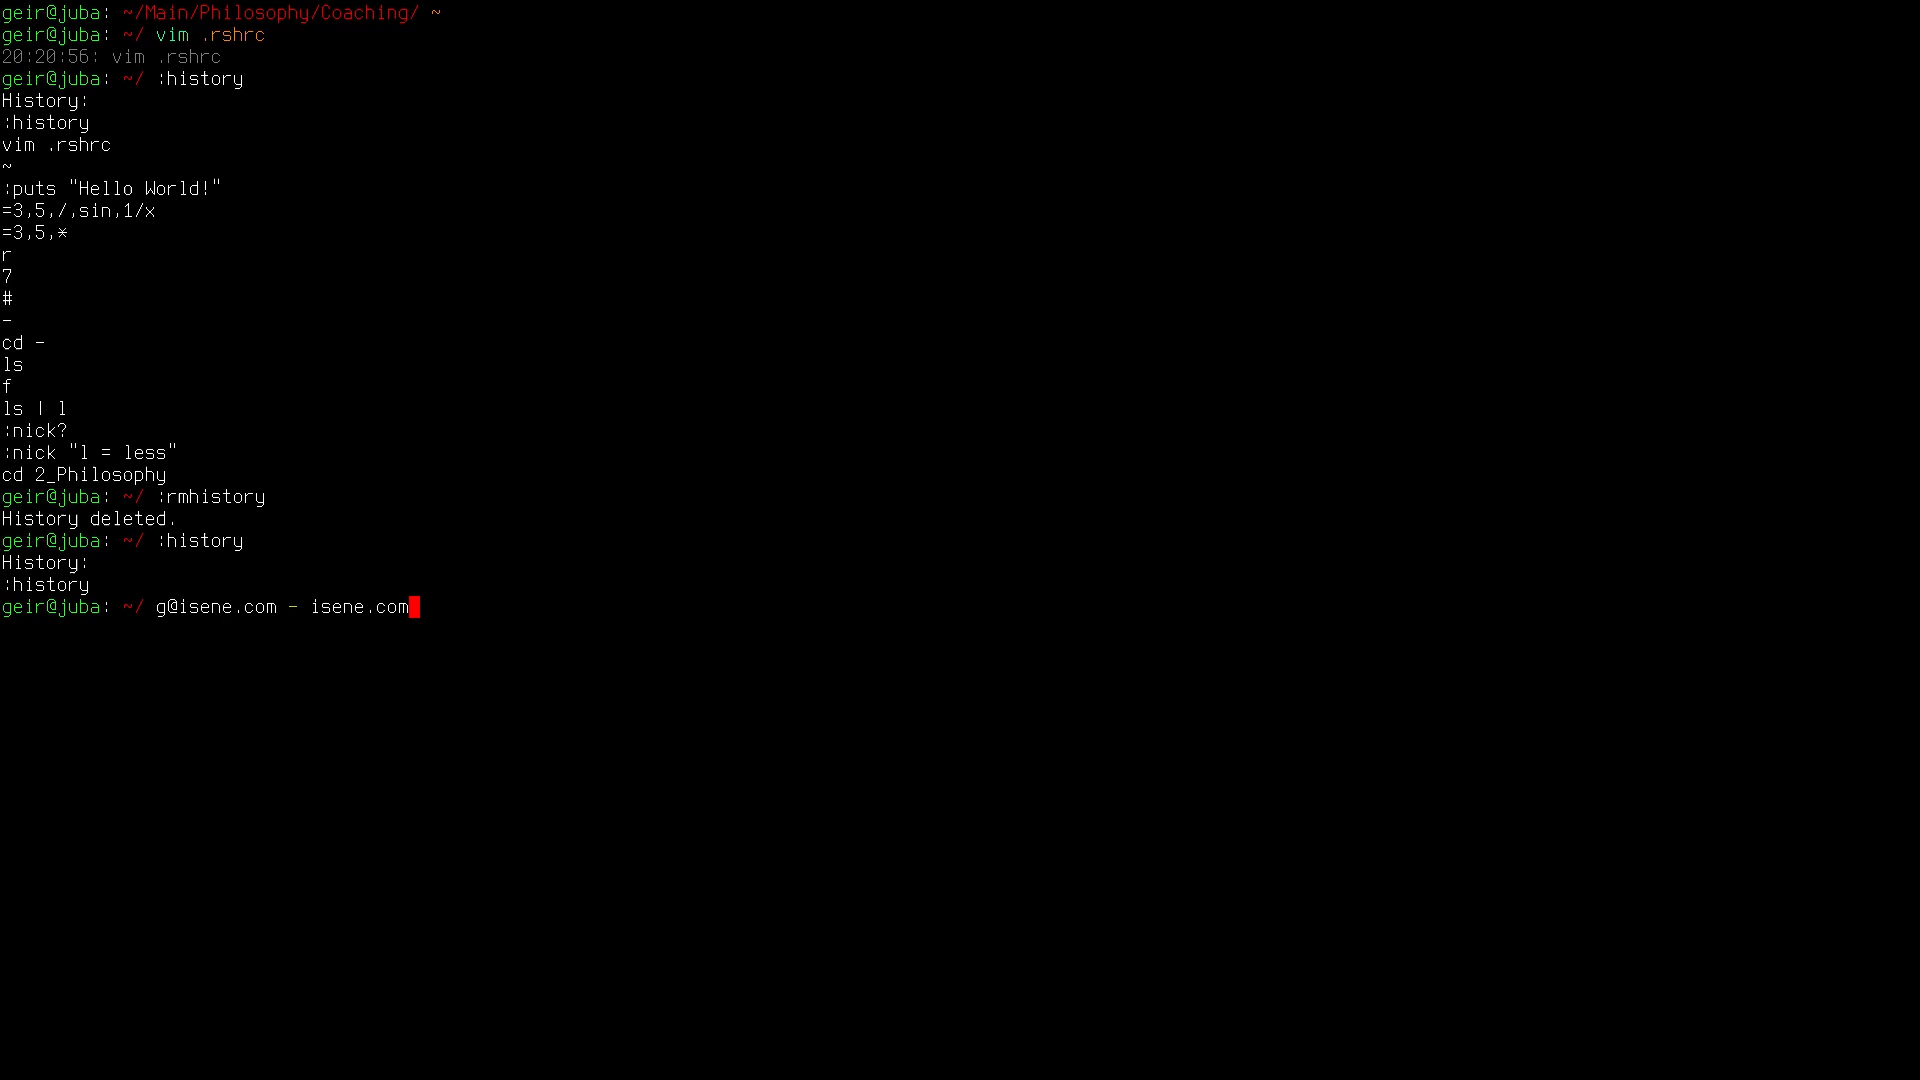 geir@juba: ~/Main/Philosophy/Coaching/ ~
geir@juba: ~/ vim .rshrc
20:20:56: vim .rshrc
geir@juba: ~/ :history
History:
:history
vim .rshrc
~
:puts "Hello World!"
=3,5,/,sin,1/x
=3,5,*
r
7
#
-
cd -
ls
f
ls | l
:nick?
:nick "l = less"
cd 2_Philosophy
geir@juba: ~/ :rmhistory
History deleted.
geir@juba: ~/ :history
History:
:history
geir@juba: ~/ g@isene.com - isene.com